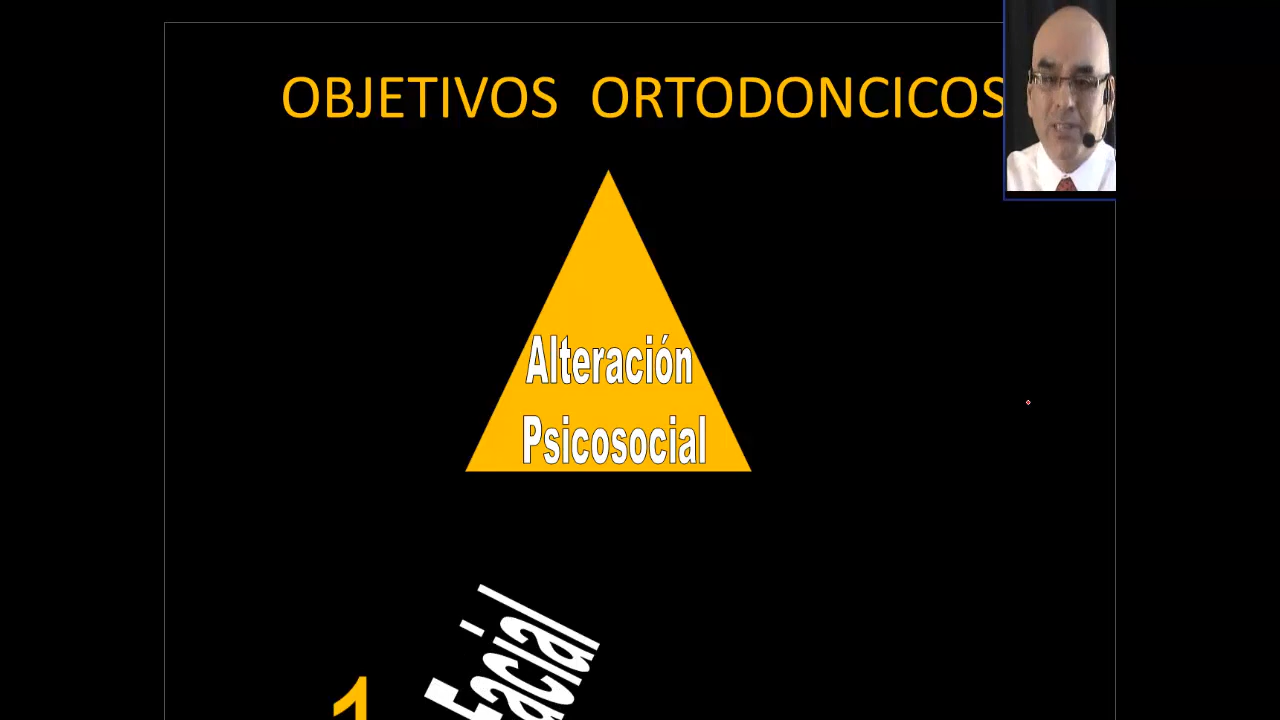 OBJETIVOS ORTODONCICOS
Alteración
Psicosocial
Facial
1